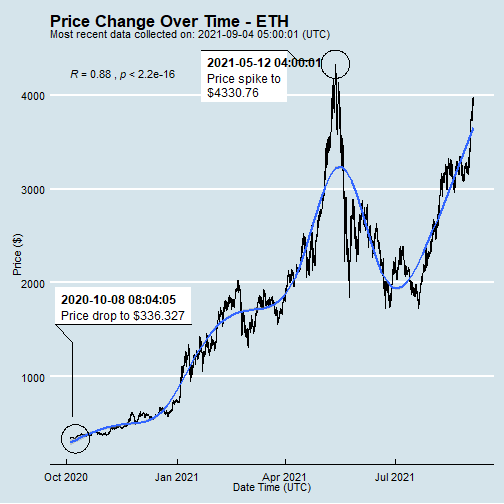 Price Change Over Time - ETH
Most recent data collected on: 2021-09-04 05:00:01 (UTC)
2021-05-12 04:00:01
Price spike to
$4330.76
R = 0.88 , p < 2.2e-16
4000
3000
2000
1000
Price ($)
2020-10-08 08:04:05
Price drop to $336.327
Oct 2020
Jan 2021
Apr 2021
Jul 2021
Date Time (UTC)